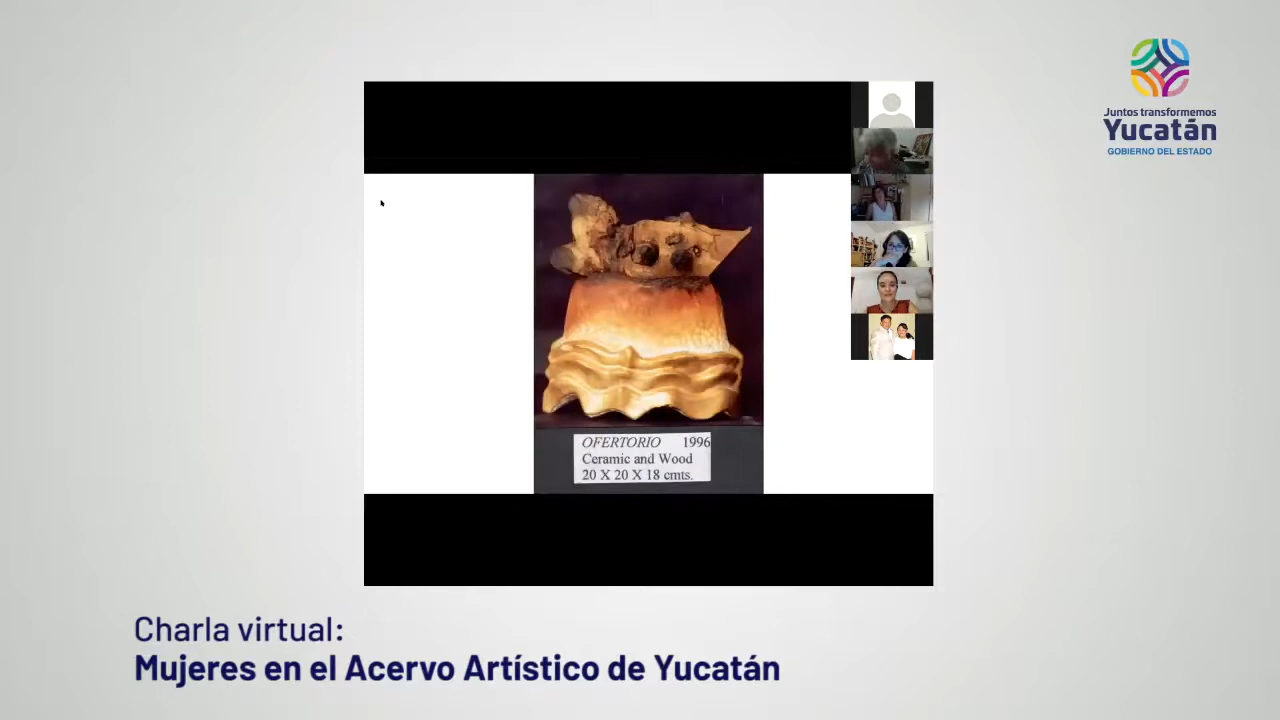 Juntos transformemos
Yucatán
GOBIERNO DEL ESTADO
OFERTORIO 1996
Ceramic and Wood
20 X 20 X 18 cmts.
Charla virtual:
Mujeres en el Acervo Artístico de Yucatán